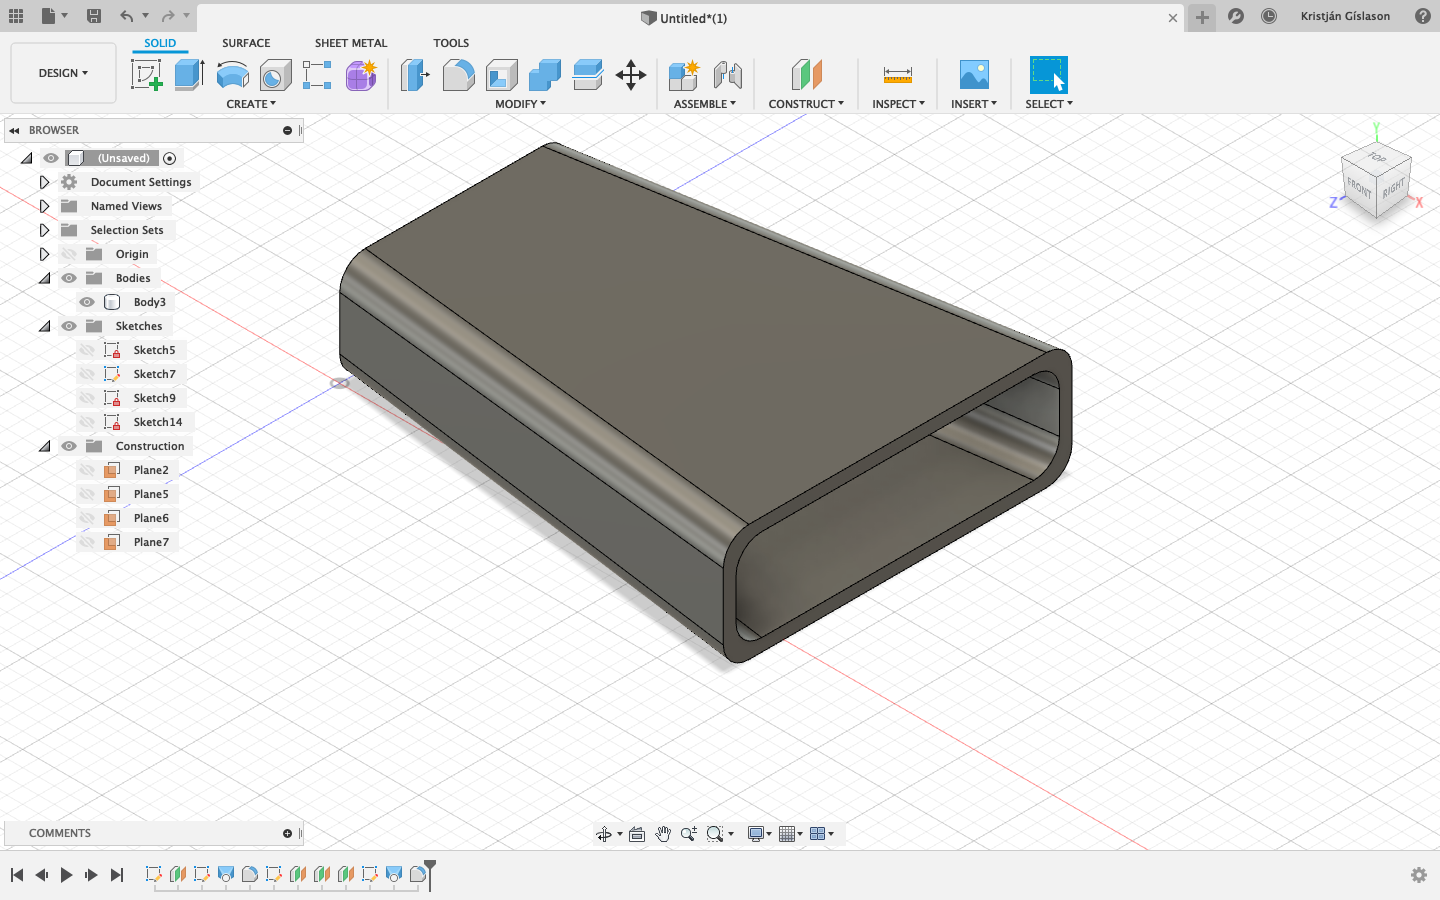 Untitled*(1)
Kristján Gíslason
SOLID SURFACE SHEET METAL TOOLS
DESIGN
CREATE MODIFY ASSEMBLE CONSTRUCT INSPECT INSERT SELECT
BROWSER
(Unsaved)
Document Settings
Named Views
Selection Sets
Origin
Bodies
Body3
Sketches
Sketch5
Sketch7
Sketch9
Sketch14
Construction
Plane2
Plane5
Plane6
Plane7
Y
TOP
FRONT RIGHT
Z X
COMMENTS